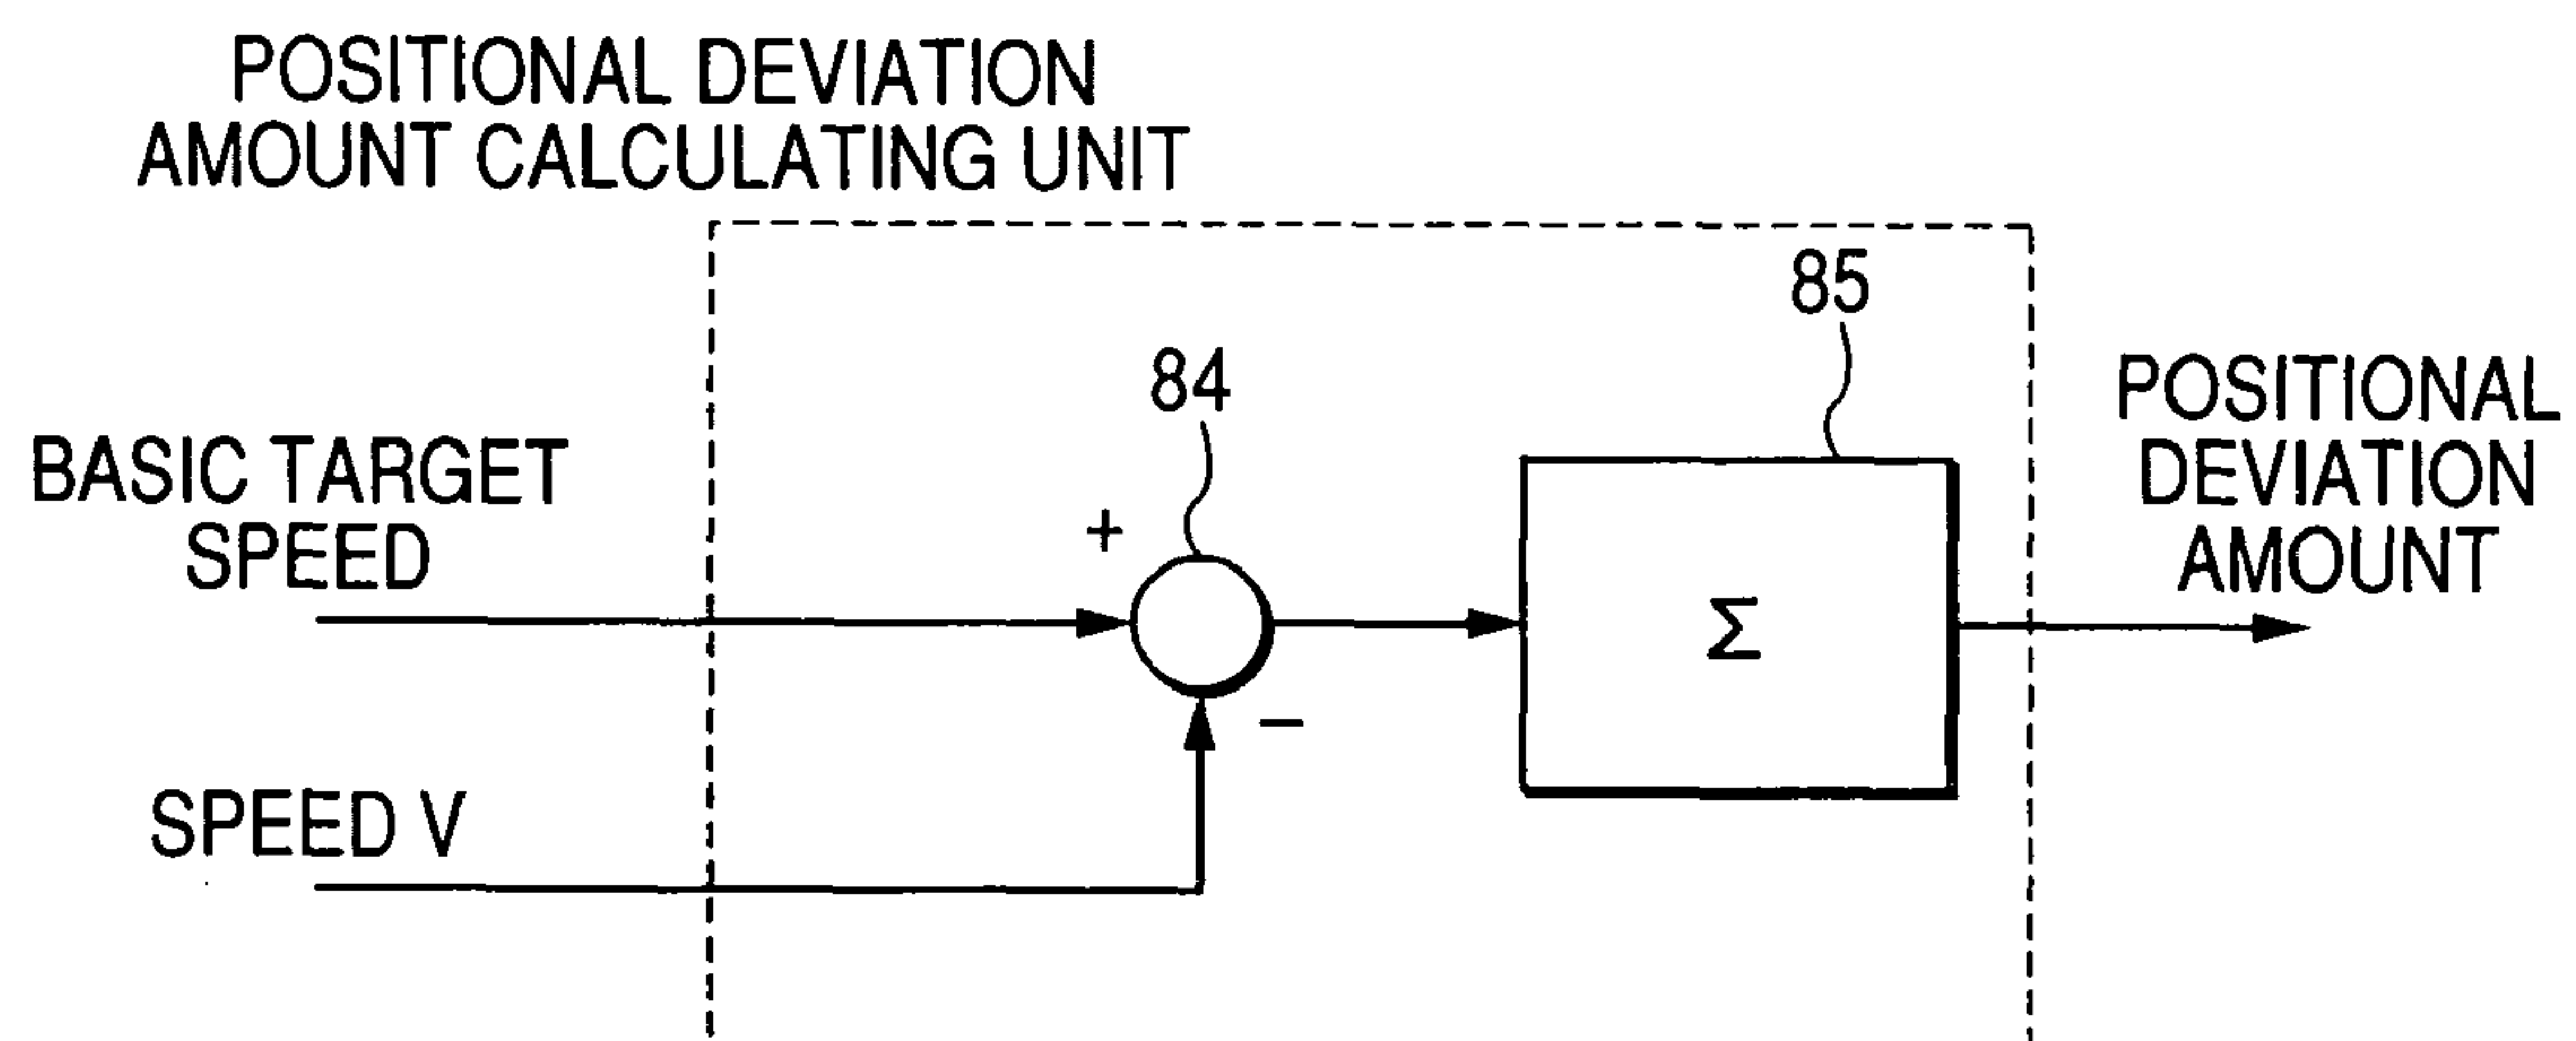 POSITIONAL DEVIATION
AMOUNT CALCULATING UNIT
85
84
POSITIONAL
DEVIATION
AMOUNT
BASIC TARGET
SPEED
+
Σ
−
SPEED V